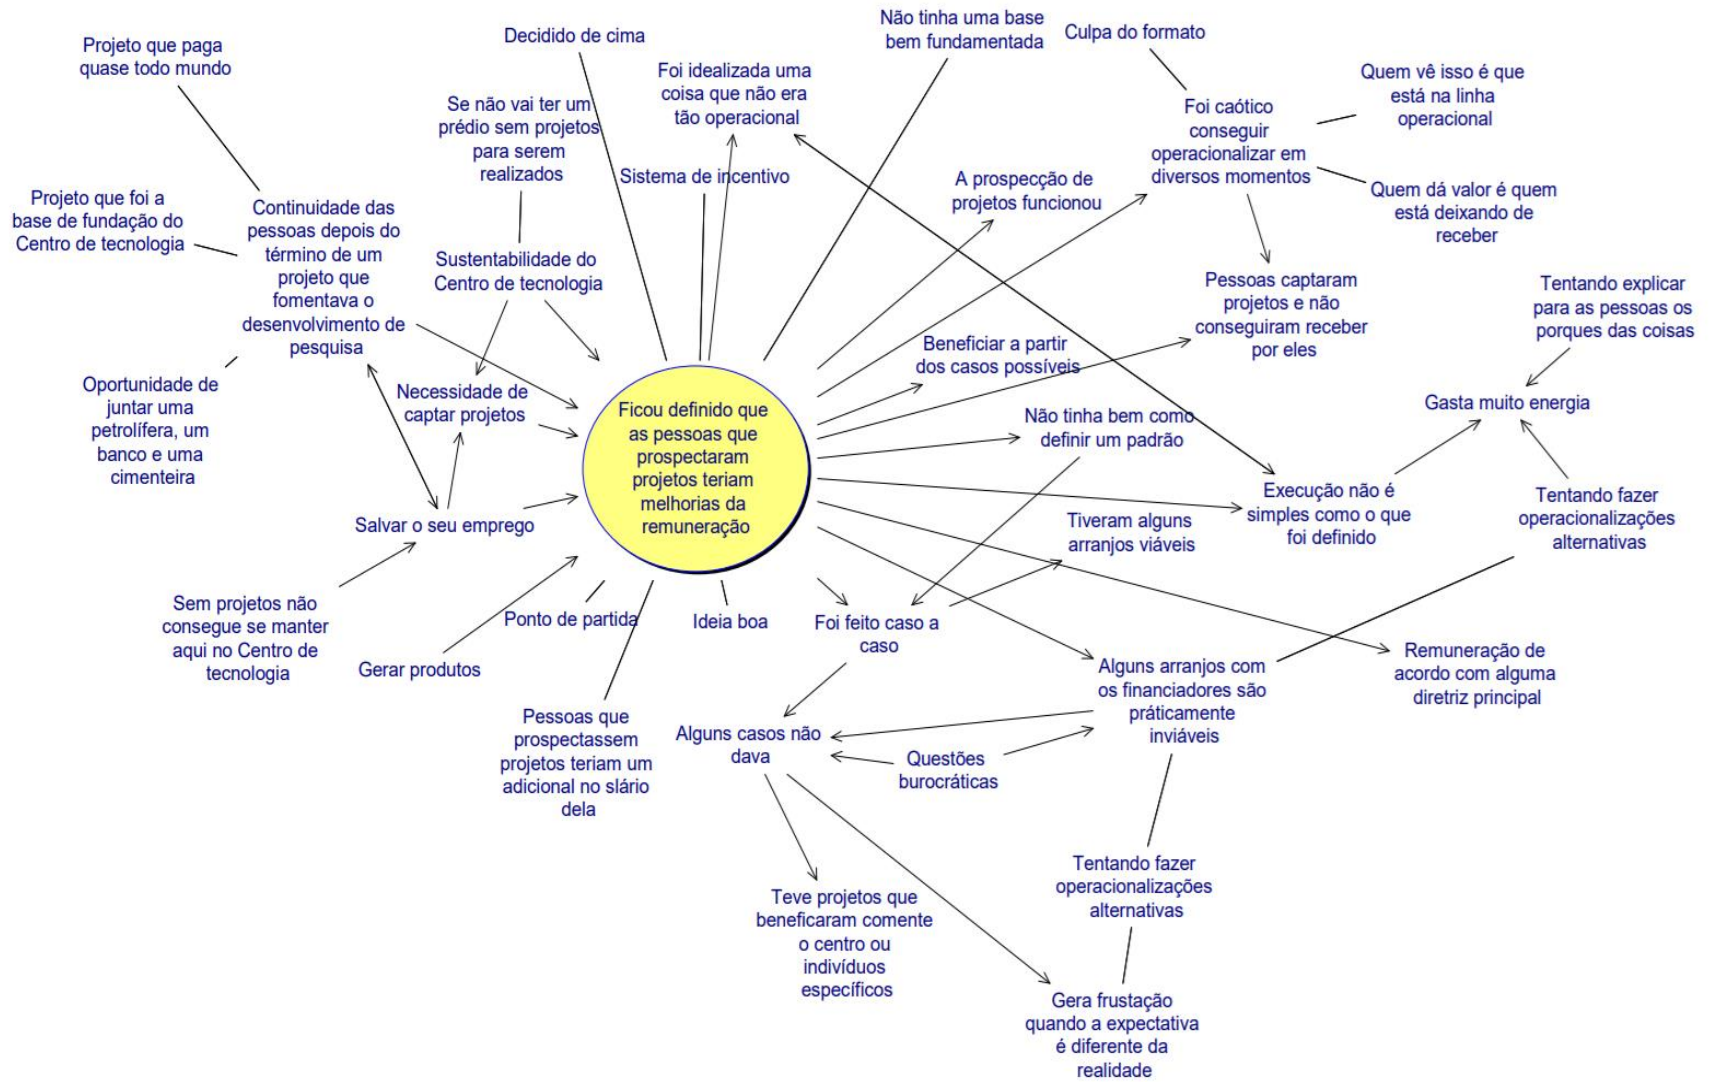 Projeto que paga
quase todo mundo
Decidido de cima
Foi idealizada uma
coisa que não era
tão operacional
Não tinha uma base
bem fundamentada
Culpa do formato
Quem vê isso é que
está na linha
operacional
Se não vai ter um
prédio sem projetos
para serem
realizados
Foi caótico
conseguir
operacionalizar em
diversos momentos
Sistema de incentivo
A prospecção de
projetos funcionou
Quem dá valor é quem
está deixando de
receber
Projeto que foi a
base de fundação do
Centro de tecnologia
Continuidade das
pessoas depois do
término de um
projeto que
fomentava o
desenvolvimento de
pesquisa
Sustentabilidade do
Centro de tecnologia
Pessoas captaram
projetos e não
conseguiram receber
por eles
Tentando explicar
para as pessoas os
porques das coisas
Beneficiar a partir
dos casos possíveis
Oportunidade de
juntar uma
petrolífera, um
banco e uma
cimenteira
Necessidade de
captar projetos
Ficou definido que
as pessoas que
prospectaram
projetos teriam
melhorias da
remuneração
Não tinha bem como
definir um padrão
Gasta muito energia
Salvar o seu emprego
Execução não é
simples como o que
foi definido
Tentando fazer
operacionalizações
alternativas
Tiveram alguns
arranjos viáveis
Sem projetos não
consegue se manter
aqui no Centro de
tecnologia
Gerar produtos
Ponto de partida
Ideia boa
Foi feito caso a
caso
Alguns arranjos com
os financiadores são
práticamente
inviáveis
Remuneração de
acordo com alguma
diretriz principal
Pessoas que
prospectassem
projetos teriam um
adicional no slário
dela
Alguns casos não
dava
Questões
burocráticas
Teve projetos que
beneficaram comente
o centro ou
indivíduos
específicos
Tentando fazer
operacionalizações
alternativas
Gera frustação
quando a expectativa
é diferente da
realidade